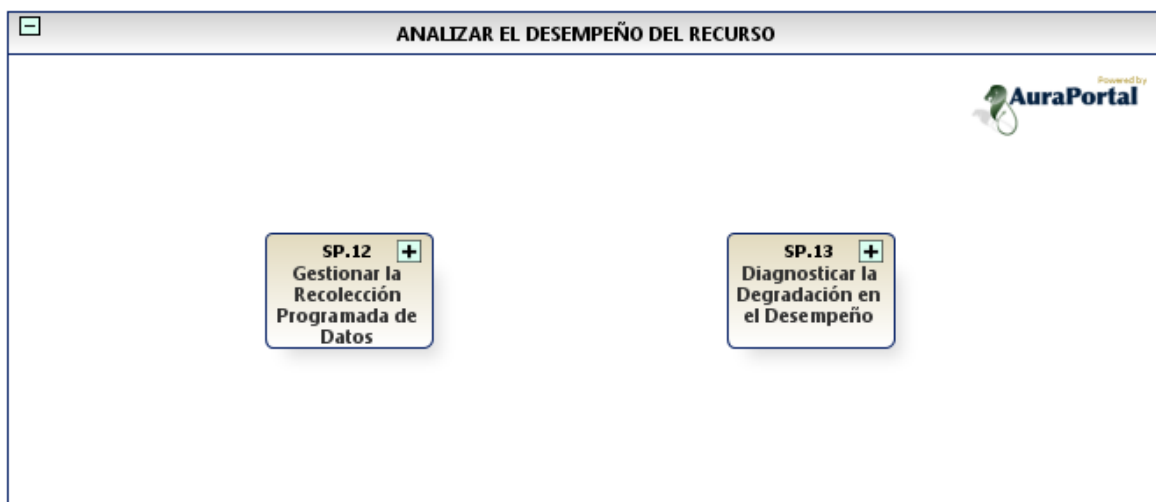 ANALIZAR EL DESEMPEÑO DEL RECURSO
Powered by
AuraPortal
SP.12
Gestionar la
Recolección
Programada de
Datos
SP.13
Diagnosticar la
Degradación en
el Desempeño